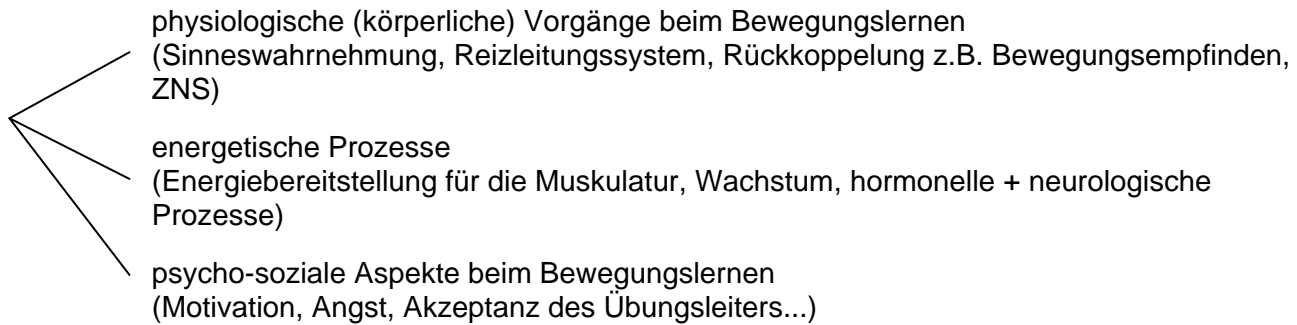 physiologische (körperliche) Vorgänge beim Bewegungslernen
(Sinneswahrnehmung, Reizleitungssystem, Rückkoppelung z.B. Bewegungsempfinden,
ZNS)
energetische Prozesse
(Energiebereitstellung für die Muskulatur, Wachstum, hormonelle + neurologische
Prozesse)
psycho-soziale Aspekte beim Bewegungslernen
(Motivation, Angst, Akzeptanz des Übungsleiters...)